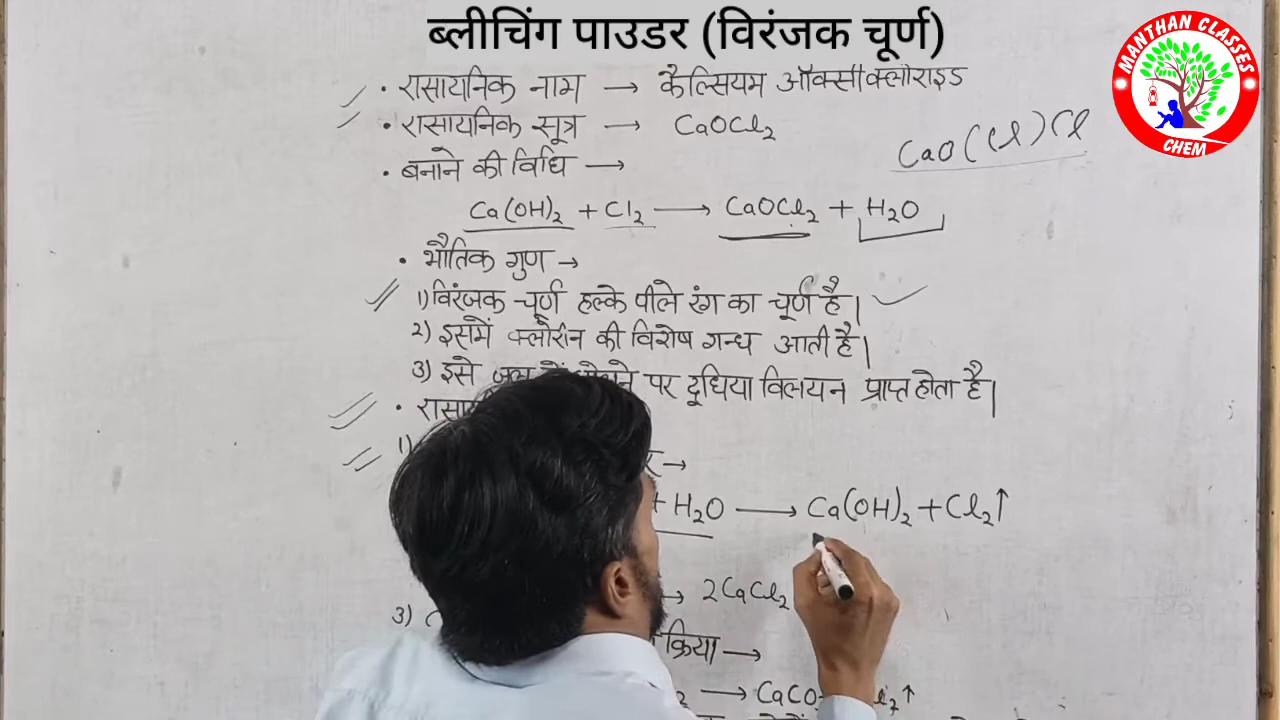 ब्लीचिंग पाउडर (विरंजक चूर्ण)
MANTHAN CLASSES
CHEM
• रासायनिक नाम → कैल्सियम ऑक्सीक्लोराइड
• रासायनिक सूत्र → CaOCl₂
CaO(Cl)Cl
• बनाने की विधि →
Ca(OH)₂ + Cl₂ → CaOCl₂ + H₂O
• भौतिक गुण →
1) विरंजक चूर्ण हल्के पीले रंग का चूर्ण है।
2) इसमें क्लोरीन की विशेष गन्ध आती है।
3) इसे पर दूधिया विलयन प्राप्त होता है।
•
1) →
+ H₂O → Ca(OH)₂ + Cl₂↑
→ 2CaCl₂
3) क्रिया →
→